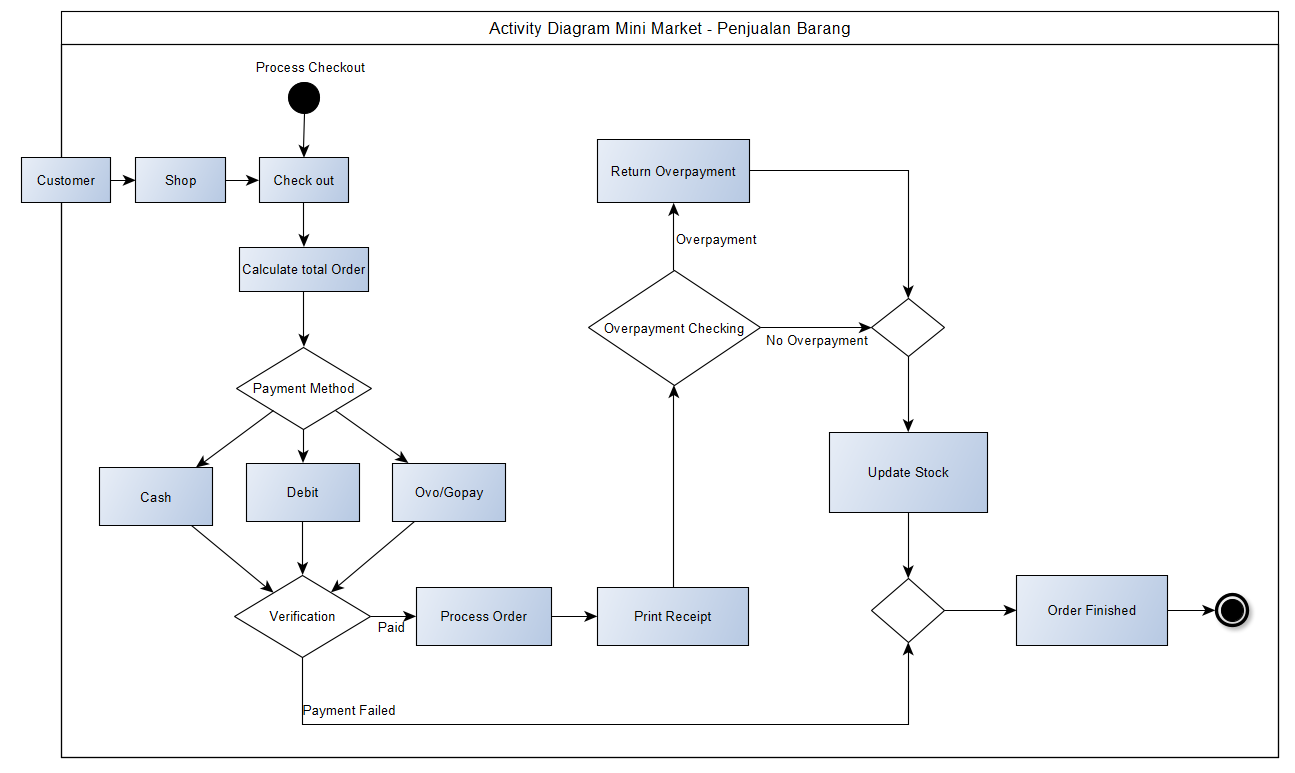 Activity Diagram Mini Market - Penjualan Barang
Process Checkout
Customer
Shop
Check out
Calculate total Order
Payment Method
Cash
Debit
Ovo/Gopay
Verification
Paid
Payment Failed
Process Order
Print Receipt
Overpayment Checking
Overpayment
Return Overpayment
No Overpayment
Update Stock
Order Finished